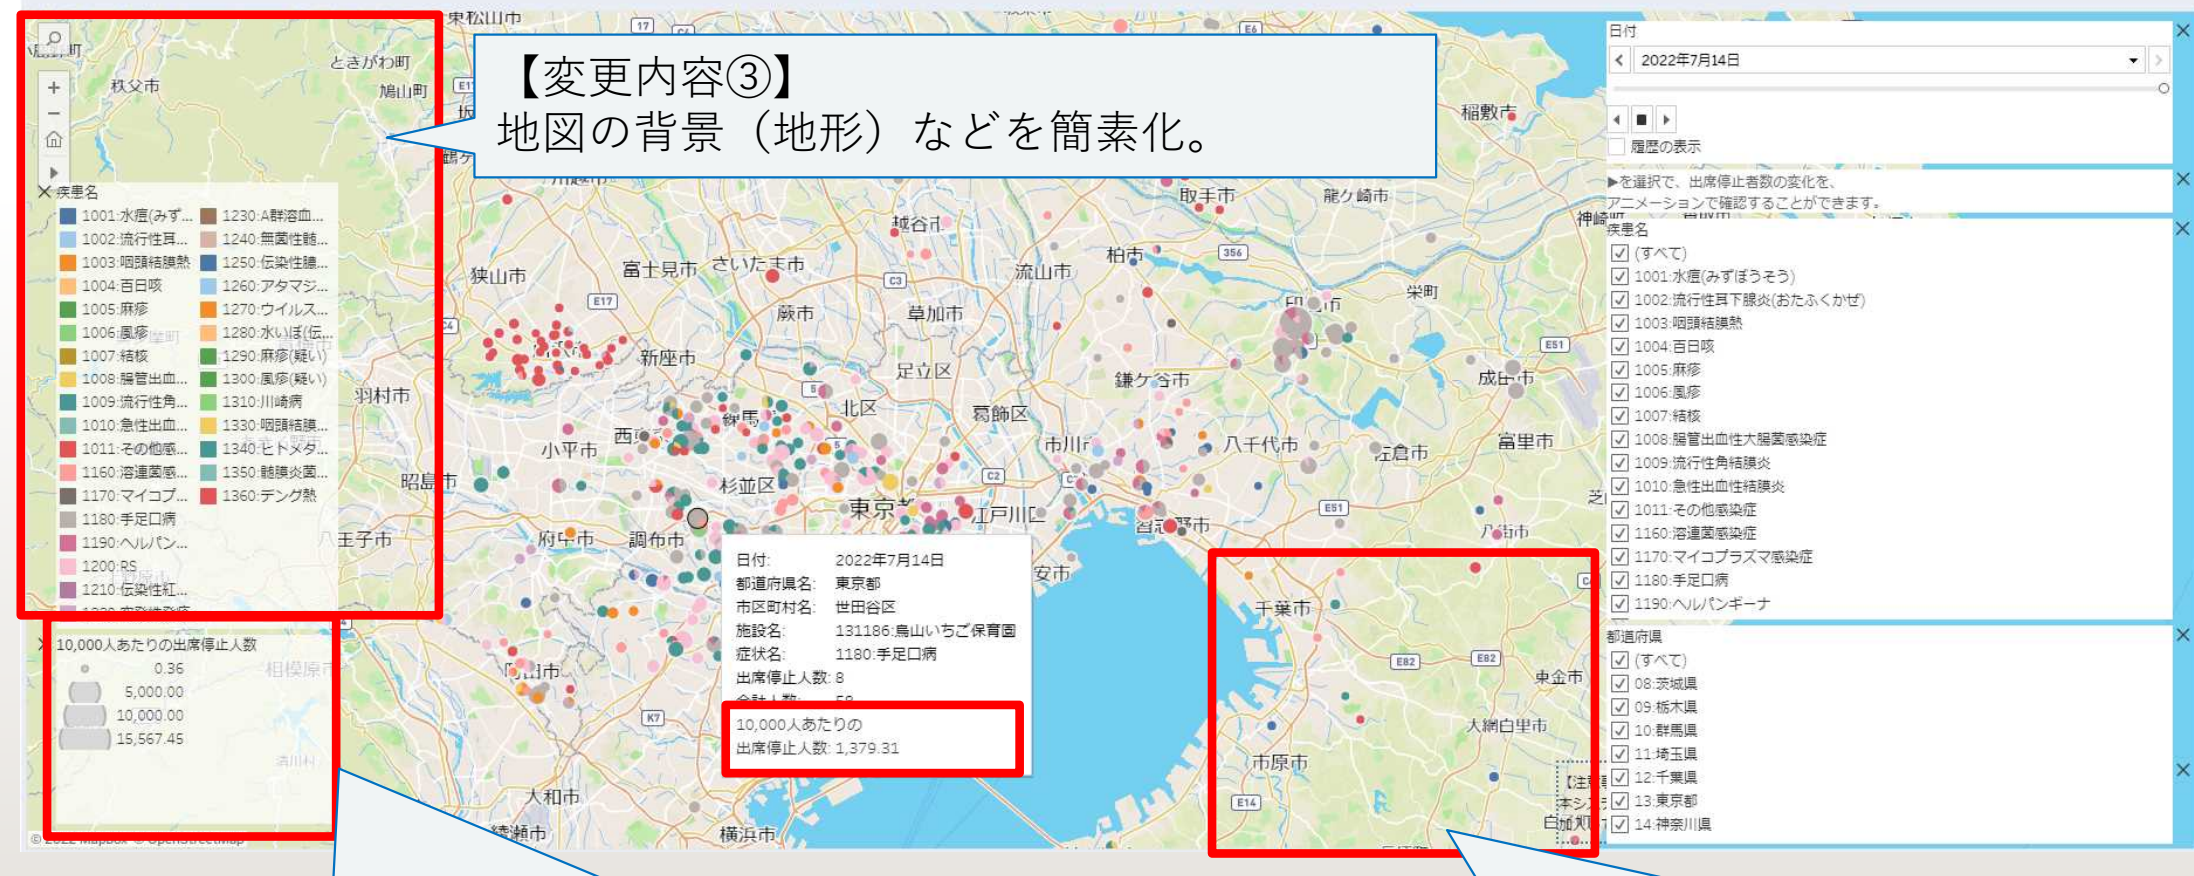 【変更内容③】
地図の背景（地形）などを簡素化。
東松山市
ときがわ町
秩父市
鳩山町
稲敷市
取手市
龍ケ崎市
越谷市
柏市
狭山市
富士見市
さいたま市
流山市
栄町
蕨市
草加市
新座市
足立区
鎌ケ谷市
成田市
羽村市
北区
葛飾区
小平市
市川市
八千代市
佐倉市
富里市
昭島市
杉並区
江戸川区
習志野市
八街市
王子市
府中市
調布市
安市
千葉市
東金市
大網白里市
市原市
相模原市
清川村
大和市
綾瀬市
横浜市
17
E6
C3
356
E17
E51
C2
E51
E82
E82
K7
E14
疾患名
1001:水痘(みず...
1002:流行性耳...
1003:咽頭結膜熱
1004:百日咳
1005:麻疹
1006:風疹
1007:結核
1008:腸管出血...
1009:流行性角...
1010:急性出血...
1011:その他感...
1160:溶連菌感...
1170:マイコプ...
1180:手足口病
1190:ヘルパン...
1200:RS
1210:伝染性紅...
1230:A群溶血...
1240:無菌性髄...
1250:伝染性膿...
1260:アタマジ...
1270:ウイルス...
1280:水いぼ(伝...
1290:麻疹(疑い)
1300:風疹(疑い)
1310:川崎病
1330:咽頭結膜...
1340:ヒトメタ...
1350:髄膜炎菌...
1360:デング熱
10,000人あたりの出席停止人数
0.36
5,000.00
10,000.00
15,567.45
© 2022 Mapbox © OpenStreetMap
日付: 2022年7月14日
都道府県名: 東京都
市区町村名: 世田谷区
施設名: 131186:烏山いちご保育園
症状名: 1180:手足口病
出席停止人数: 8
合計人数: 58
10,000人あたりの
出席停止人数: 1,379.31
日付
2022年7月14日
履歴の表示
▶を選択で、出席停止者数の変化を、
アニメーションで確認することができます。
疾患名
(すべて)
1001:水痘(みずぼうそう)
1002:流行性耳下腺炎(おたふくかぜ)
1003:咽頭結膜熱
1004:百日咳
1005:麻疹
1006:風疹
1007:結核
1008:腸管出血性大腸菌感染症
1009:流行性角結膜炎
1010:急性出血性結膜炎
1011:その他感染症
1160:溶連菌感染症
1170:マイコプラズマ感染症
1180:手足口病
1190:ヘルパンギーナ
都道府県
(すべて)
08:茨城県
09:栃木県
10:群馬県
11:埼玉県
12:千葉県
13:東京都
14:神奈川県